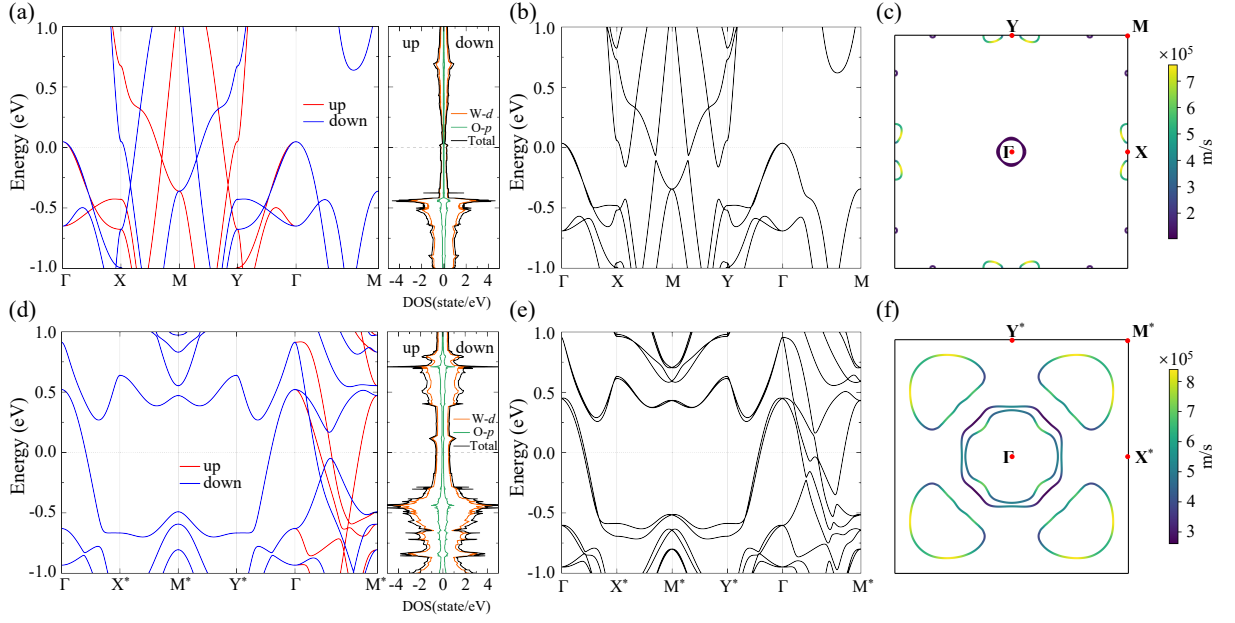 (a)
Energy (eV)
1.0
0.5
0.0
-0.5
-1.0
up
down
Γ X M Y Γ M
up down
W-d
O-p
Total
-4 -2 0 2 4
DOS(state/eV)
(b)
Energy (eV)
1.0
0.5
0.0
-0.5
-1.0
Γ X M Y Γ M
(c)
Y M
Γ X
×10⁵
7
6
5
4
3
2
m/s
(d)
Energy (eV)
1.0
0.5
0.0
-0.5
-1.0
up
down
Γ X* M* Y* Γ M*
up down
W-d
O-p
Total
-4 -2 0 2 4
DOS(state/eV)
(e)
Energy (eV)
1.0
0.5
0.0
-0.5
-1.0
Γ X* M* Y* Γ M*
(f)
Y* M*
Γ X*
×10⁵
8
7
6
5
4
3
m/s